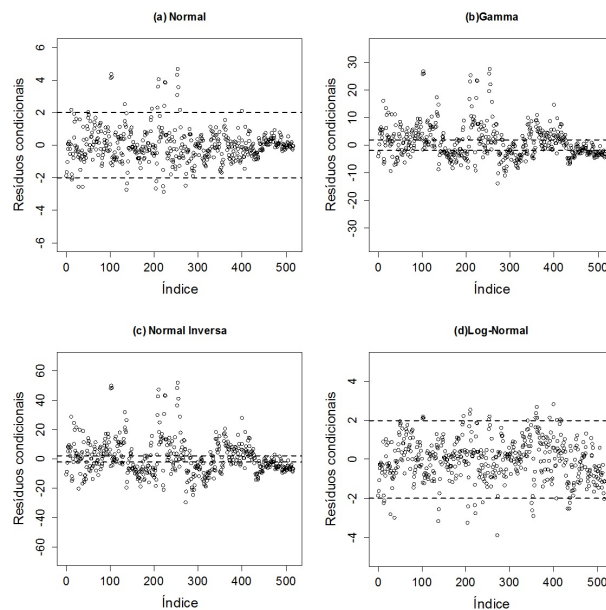 (a) Normal
Resíduos condicionais
6
4
2
0
-2
-4
-6
0 100 200 300 400 500
Índice
(b)Gamma
Resíduos condicionais
30
20
10
0
-10
-30
0 100 200 300 400 500
Índice
(c) Normal Inversa
Resíduos condicionais
60
40
20
0
-20
-60
0 100 200 300 400 500
Índice
(d)Log-Normal
Resíduos condicionais
4
2
0
-2
-4
0 100 200 300 400 500
Índice